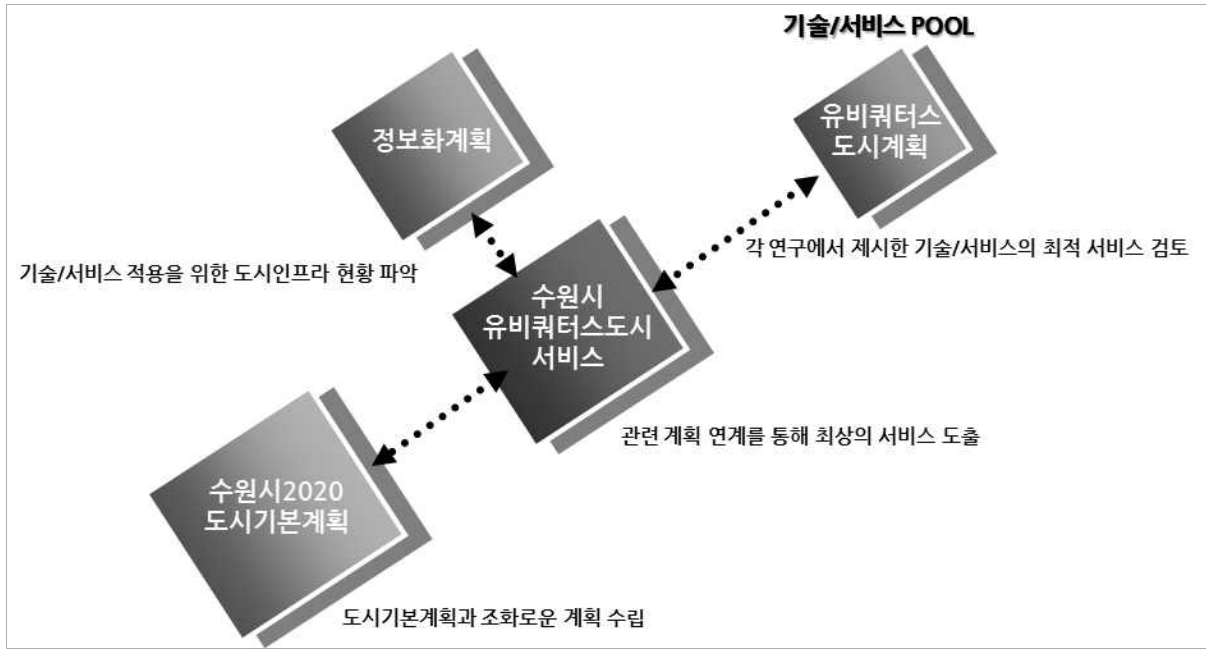 기술/서비스 POOL
유비쿼터스
도시계획
정보화계획
각 연구에서 제시한 기술/서비스의 최적 서비스 검토
기술/서비스 적용을 위한 도시인프라 현황 파악
수원시
유비쿼터스도시
서비스
관련 계획 연계를 통해 최상의 서비스 도출
수원시2020
도시기본계획
도시기본계획과 조화로운 계획 수립